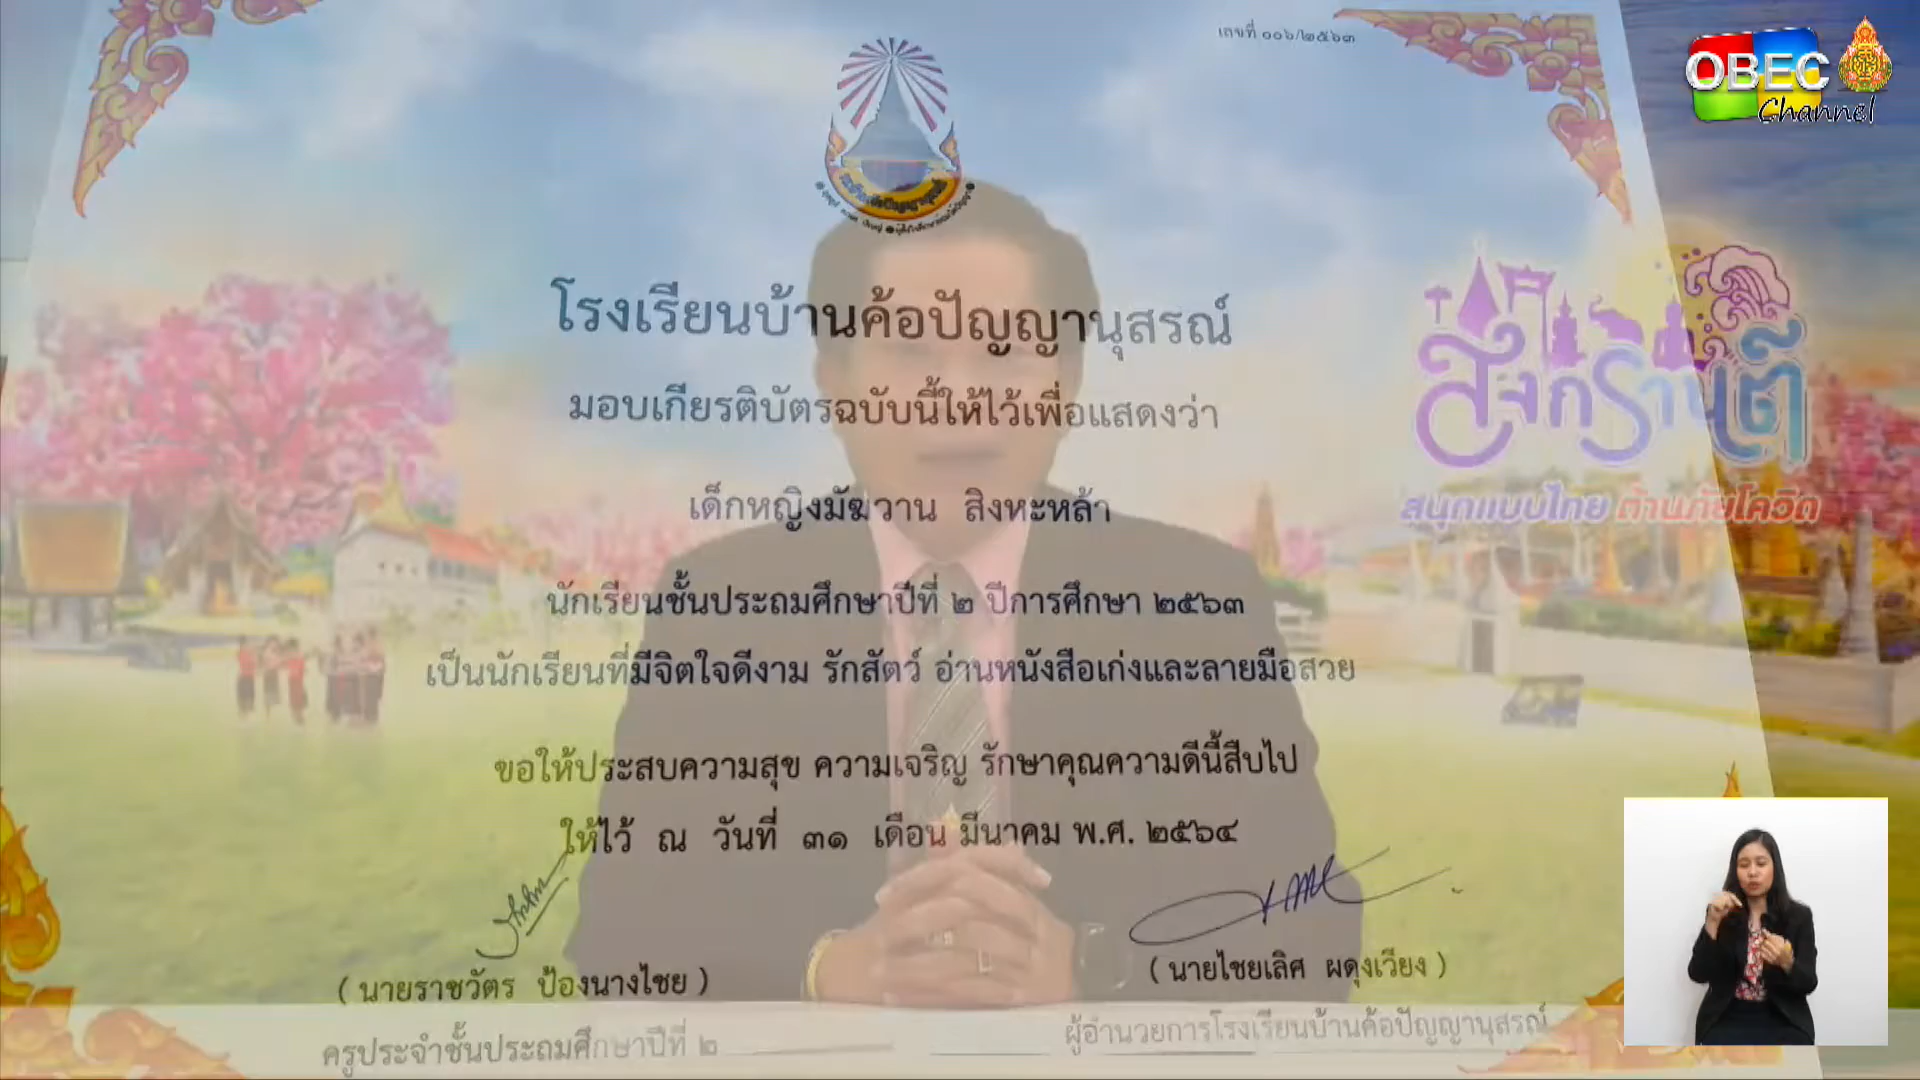 เลขที่ ๐๐๖/๒๕๖๓
OBEC
Channel
โรงเรียนบ้านค้อปัญญานุสรณ์
มอบเกียรติบัตรฉบับนี้ให้ไว้เพื่อแสดงว่า
สงกรานต์
สนุกแบบไทย ต้านภัยโควิด
เด็กหญิงมัฆวาน สิงหะหล้า
นักเรียนชั้นประถมศึกษาปีที่ ๒ ปีการศึกษา ๒๕๖๓
เป็นนักเรียนที่มีจิตใจดีงาม รักสัตว์ อ่านหนังสือเก่งและลายมือสวย
ขอให้ประสบความสุข ความเจริญ รักษาคุณความดีนี้สืบไป
ให้ไว้ ณ วันที่ ๓๑ เดือน มีนาคม พ.ศ. ๒๕๖๔
( นายราชวัตร ป้องนางไชย )
( นายไชยเลิศ ผดุงเวียง )
ครูประจำชั้นประถมศึกษาปีที่ ๒
ผู้อำนวยการโรงเรียนบ้านค้อปัญญานุสรณ์